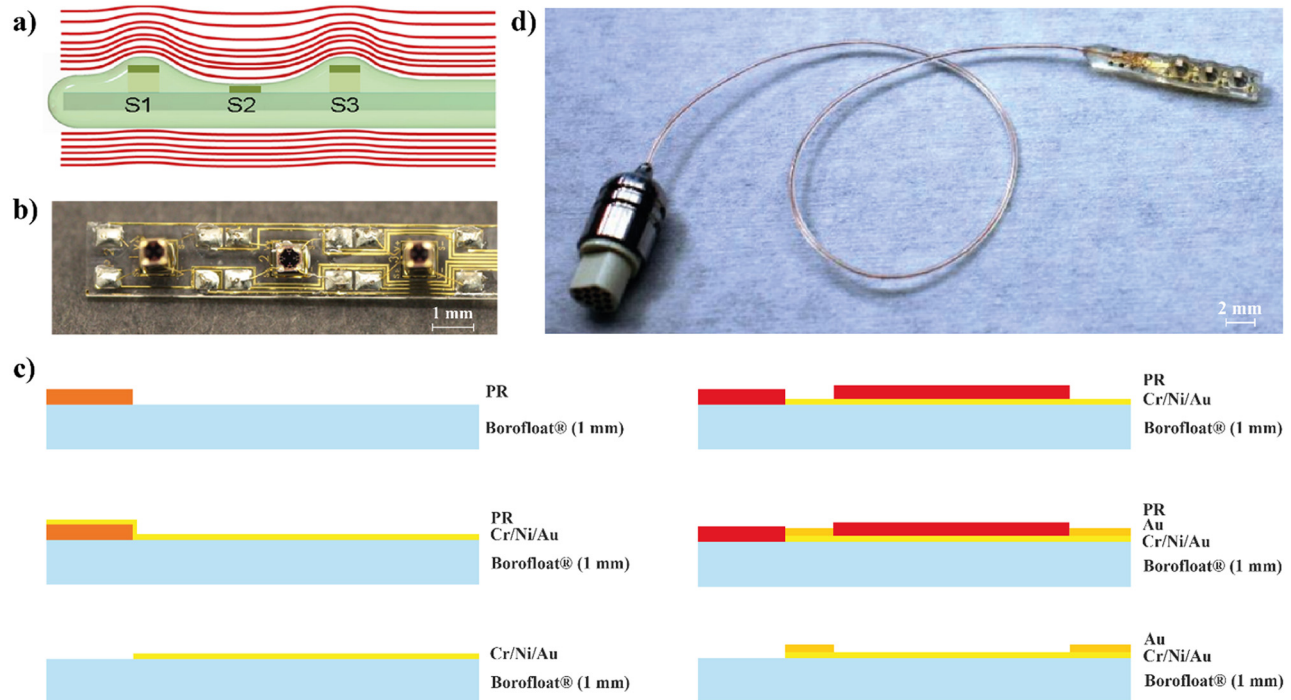 a)
S1
S2
S3
b)
1 mm
d)
2 mm
c)
PR
Borofloat® (1 mm)
PR
Cr/Ni/Au
Borofloat® (1 mm)
Cr/Ni/Au
Borofloat® (1 mm)
PR
Cr/Ni/Au
Borofloat® (1 mm)
PR
Au
Cr/Ni/Au
Borofloat® (1 mm)
Au
Cr/Ni/Au
Borofloat® (1 mm)